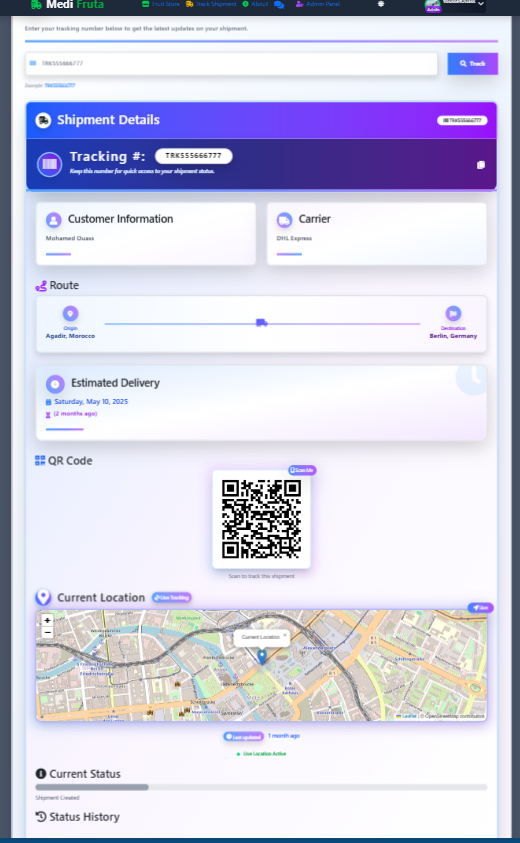 Medi Fruta
Fruit Store
Track Shipment
About
Admin Panel
Enter your tracking number below to get the latest updates on your shipment.
TRK555666777
Track
Example: TRK555666777
Shipment Details
TRK555666777
Tracking #:
TRK555666777
Keep this number for quick access to your shipment status.
Customer Information
Mohamed Ouass
Carrier
DHL Express
Route
Origin
Agadir, Morocco
Destination
Berlin, Germany
Estimated Delivery
Saturday, May 10, 2025
(2 months ago)
QR Code
Scan Me
Scan to track this shipment
Current Location
Live Tracking
Live
+
−
Current Location
×
Leaflet | © OpenStreetMap contributors
Last updated
1 month ago
Live Location Active
Current Status
Shipment Created
Status History